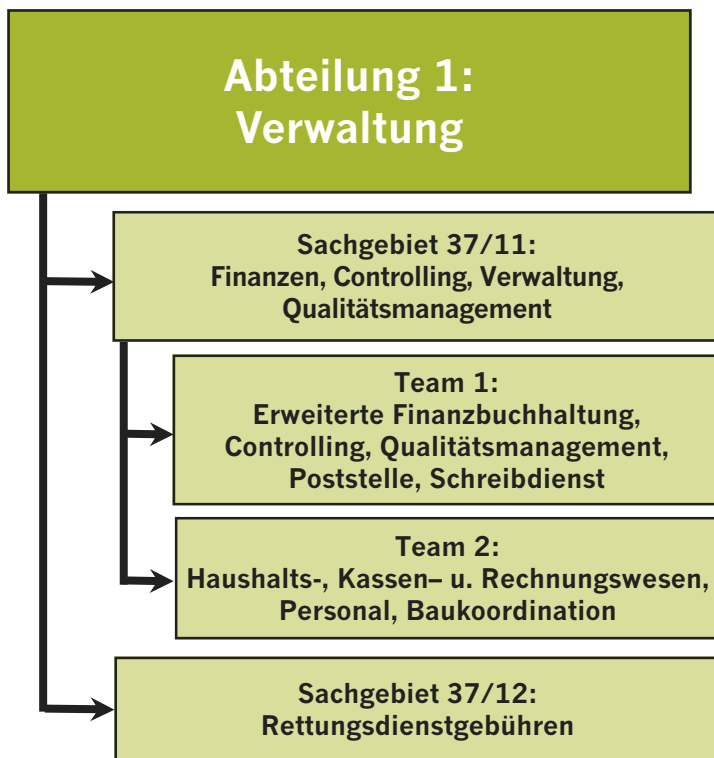 Abteilung 1:
Verwaltung
Sachgebiet 37/11:
Finanzen, Controlling, Verwaltung,
Qualitätsmanagement
Team 1:
Erweiterte Finanzbuchhaltung,
Controlling, Qualitätsmanagement,
Poststelle, Schreibdienst
Team 2:
Haushalts-, Kassen– u. Rechnungswesen,
Personal, Baukoordination
Sachgebiet 37/12:
Rettungsdienstgebühren